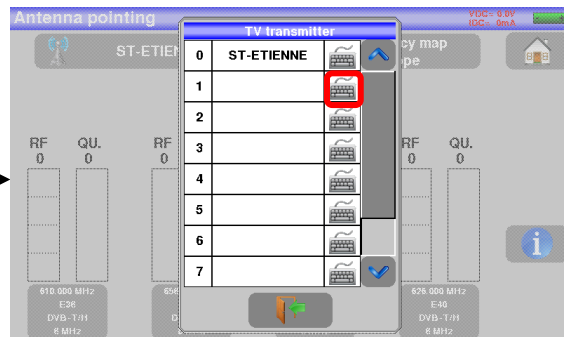 Antenna pointing
VDC= 0.0V
IDC= 0mA
TV transmitter
ST-ETIEN
cy map
pe
0 ST-ETIENNE
1
2
3
4
5
6
7
RF QU.
0 0
RF
0
RF QU.
0 0
610.000 MHz
E38
DVB-T/H
8 MHz
656
D
626.000 MHz
E40
DVB-T/H
8 MHz
i